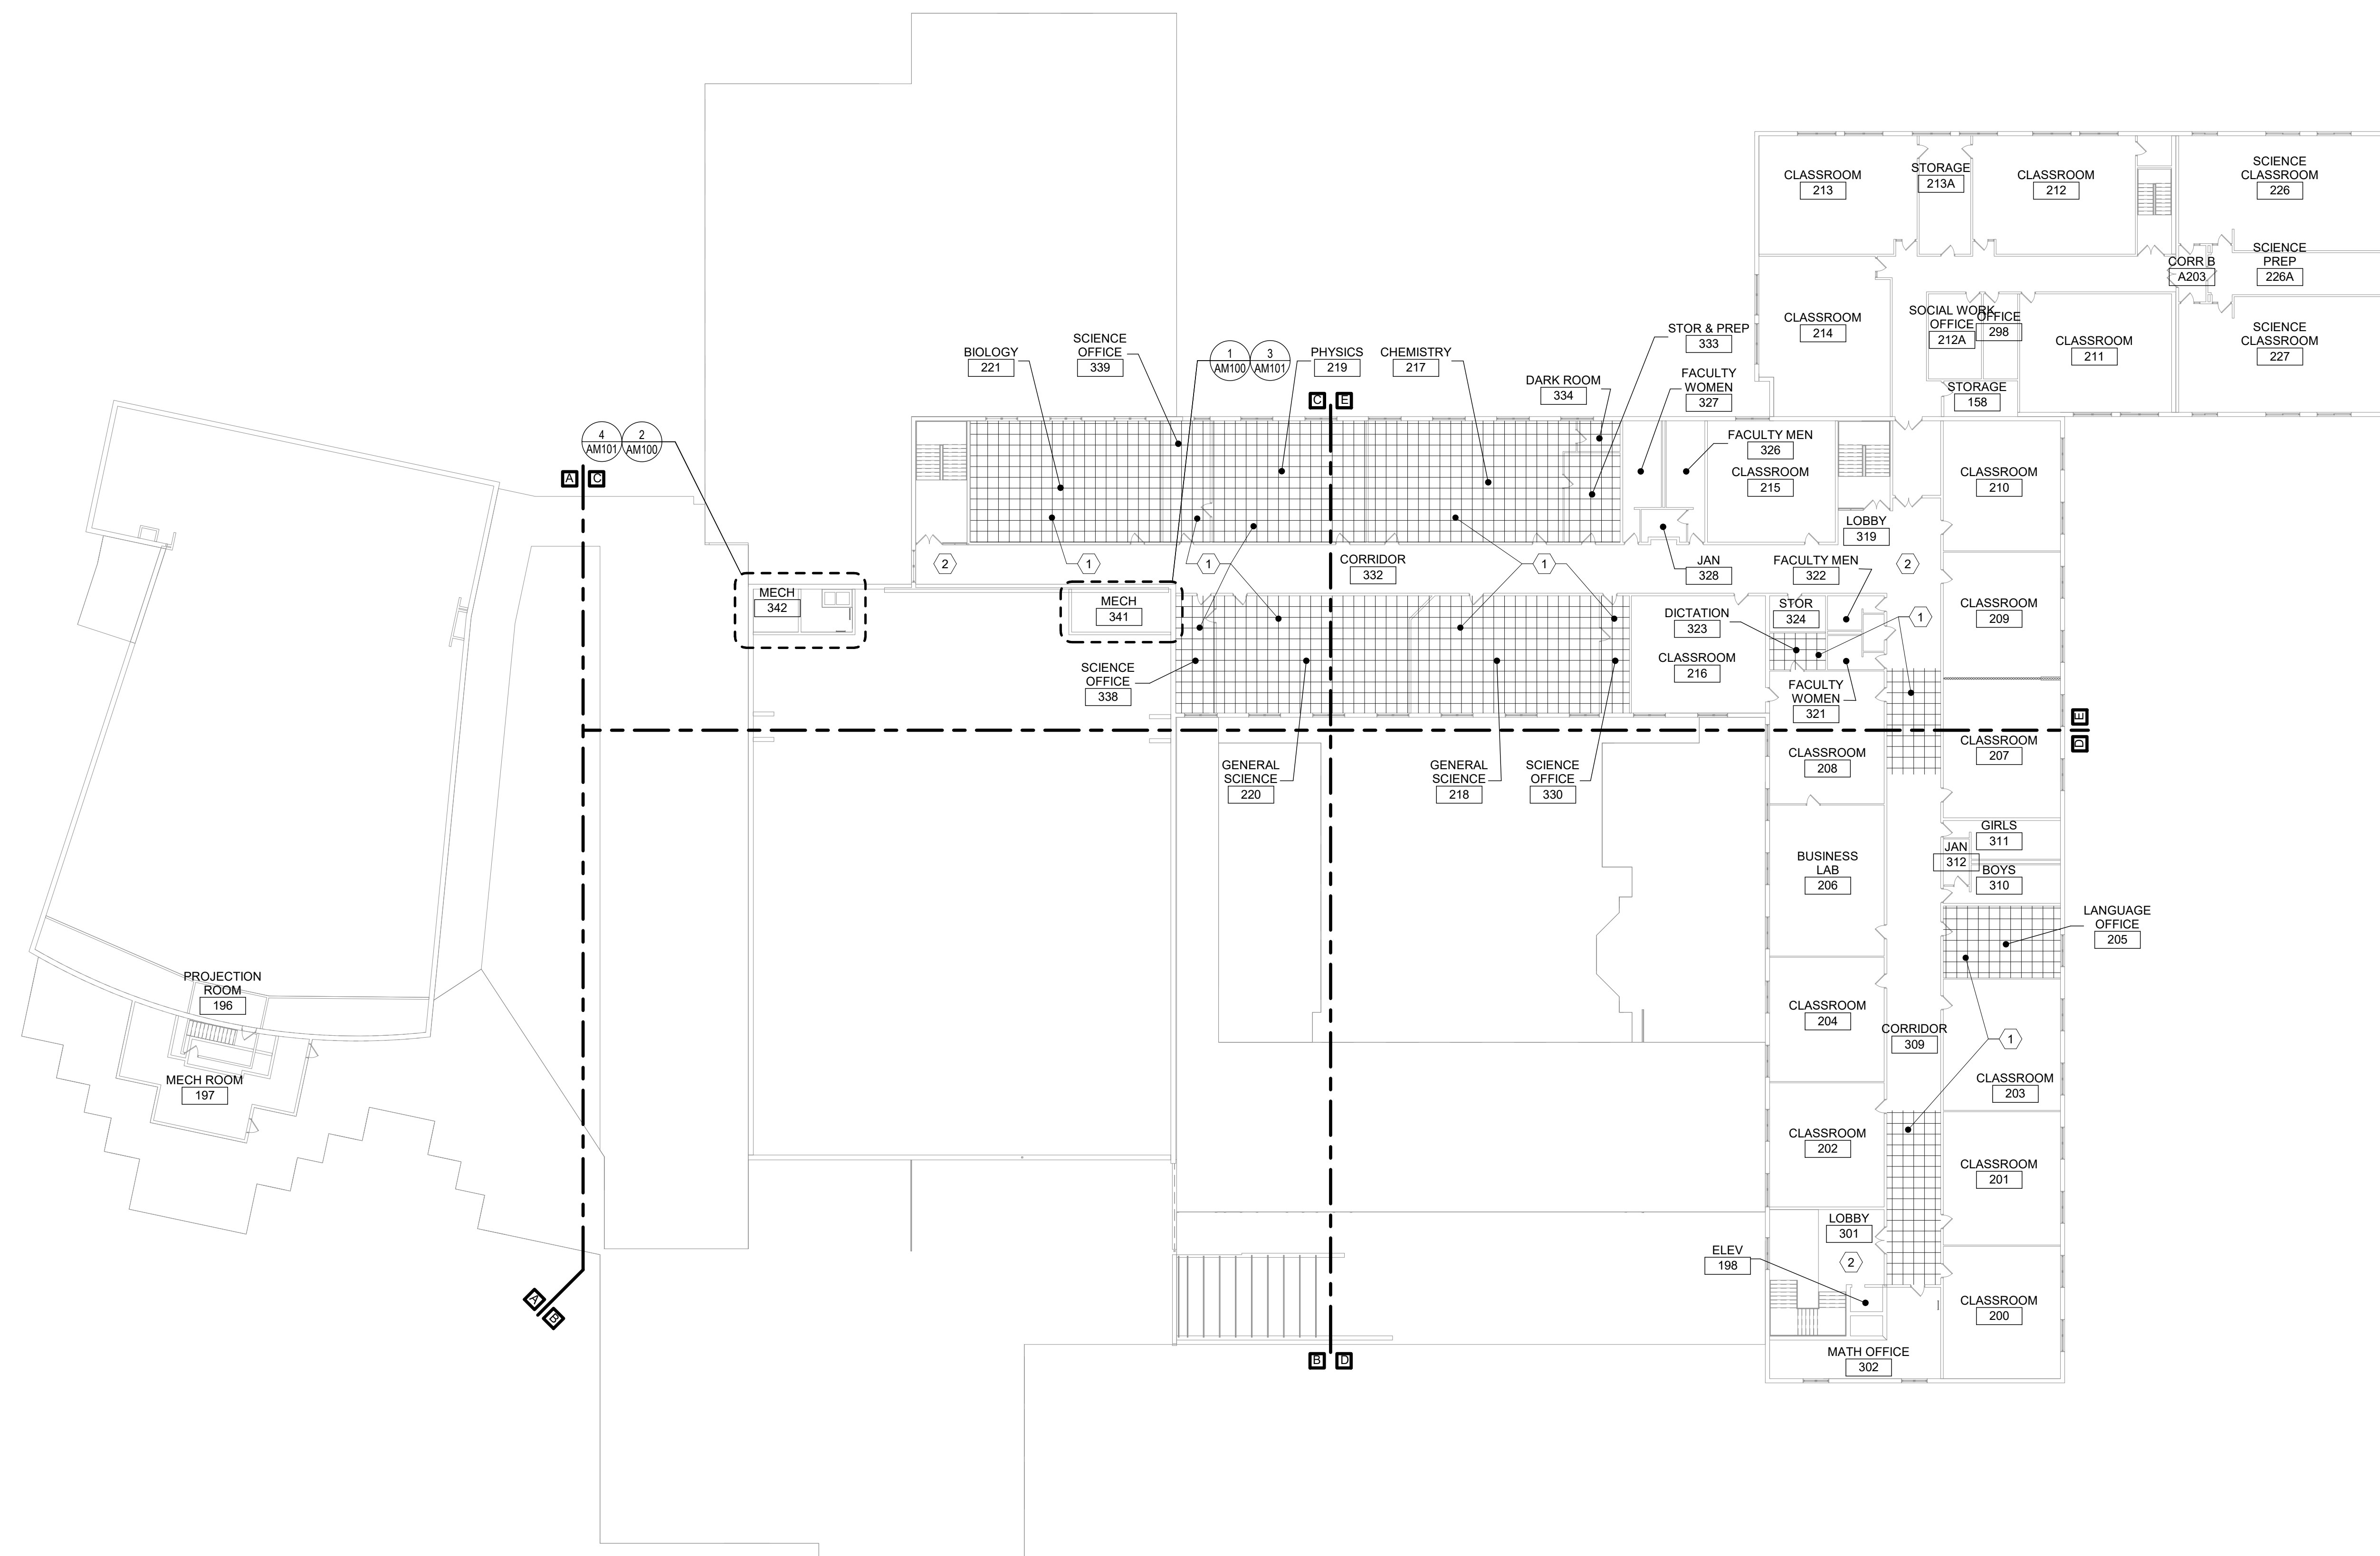 CLASSROOM
213
STORAGE
213A
CLASSROOM
212
SCIENCE
CLASSROOM
226
SCIENCE
PREP
226A
CORR B
A203
CLASSROOM
214
SOCIAL WORK
OFFICE
212A
OFFICE
298
CLASSROOM
211
SCIENCE
CLASSROOM
227
STORAGE
158
BIOLOGY
221
SCIENCE
OFFICE
339
1
AM100
3
AM101
PHYSICS
219
CHEMISTRY
217
STOR & PREP
333
DARK ROOM
334
FACULTY
WOMEN
327
C
E
4
AM101
2
AM100
A
C
FACULTY MEN
326
CLASSROOM
215
CLASSROOM
210
LOBBY
319
2
1
1
CORRIDOR
332
1
JAN
328
FACULTY MEN
322
2
MECH
342
MECH
341
STOR
324
DICTATION
323
1
CLASSROOM
209
SCIENCE
OFFICE
338
CLASSROOM
216
FACULTY
WOMEN
321
E
D
CLASSROOM
208
CLASSROOM
207
GENERAL
SCIENCE
220
GENERAL
SCIENCE
218
SCIENCE
OFFICE
330
GIRLS
311
JAN
312
BOYS
310
BUSINESS
LAB
206
LANGUAGE
OFFICE
205
PROJECTION
ROOM
196
CLASSROOM
204
CORRIDOR
309
1
MECH ROOM
197
CLASSROOM
203
CLASSROOM
202
CLASSROOM
201
LOBBY
301
2
ELEV
198
A
B
CLASSROOM
200
B
D
MATH OFFICE
302